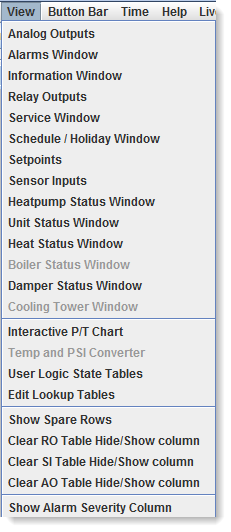 View Button Bar Time Help Liv
Analog Outputs
Alarms Window
Information Window
Relay Outputs
Service Window
Schedule / Holiday Window
Setpoints
Sensor Inputs
Heatpump Status Window
Unit Status Window
Heat Status Window
Boiler Status Window
Damper Status Window
Cooling Tower Window
Interactive P/T Chart
Temp and PSI Converter
User Logic State Tables
Edit Lookup Tables
Show Spare Rows
Clear RO Table Hide/Show column
Clear SI Table Hide/Show column
Clear AO Table Hide/Show column
Show Alarm Severity Column